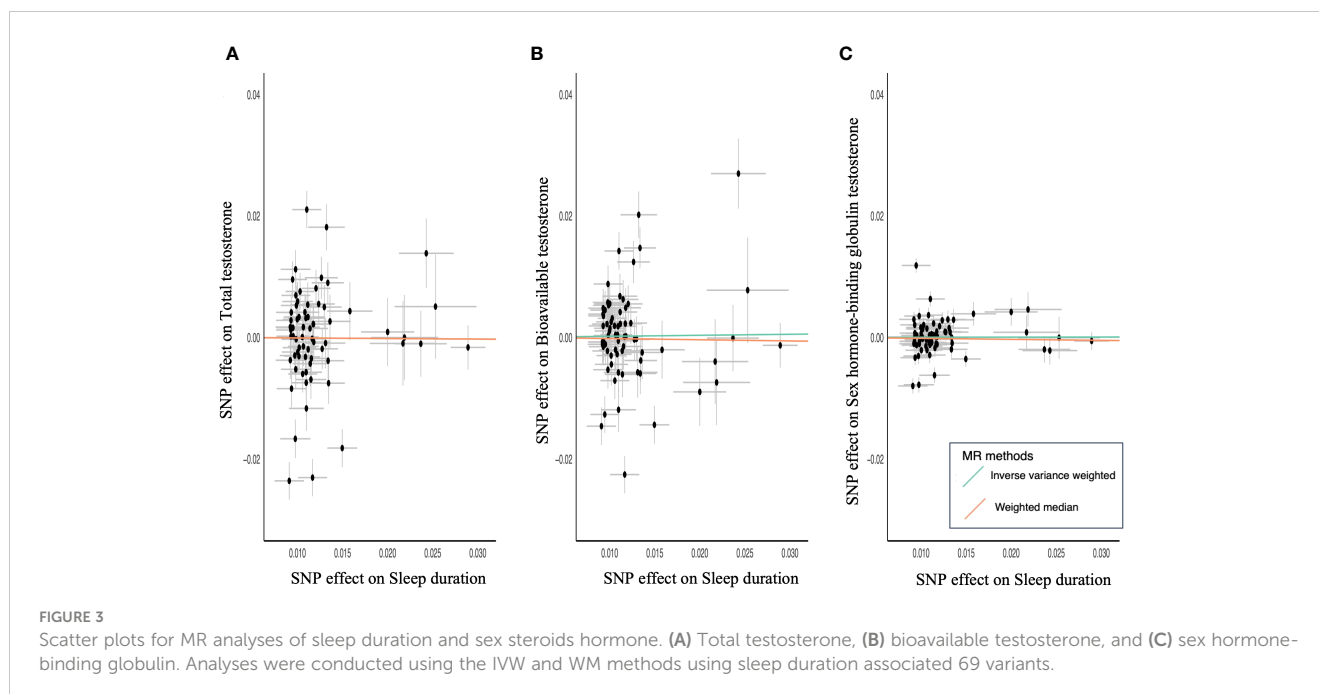 A
B
C
SNP effect on Total testosterone
0.04
0.02
0.00
−0.02
0.010 0.015 0.020 0.025 0.030
SNP effect on Sleep duration
SNP effect on Bioavailable testosterone
0.04
0.02
0.00
−0.02
0.010 0.015 0.020 0.025 0.030
SNP effect on Sleep duration
SNP effect on Sex hormone-binding globulin testosterone
0.04
0.02
0.00
−0.02
0.010 0.015 0.020 0.025 0.030
SNP effect on Sleep duration
MR methods
Inverse variance weighted
Weighted median
FIGURE 3
Scatter plots for MR analyses of sleep duration and sex steroids hormone. (A) Total testosterone, (B) bioavailable testosterone, and (C) sex hormone-
binding globulin. Analyses were conducted using the IVW and WM methods using sleep duration associated 69 variants.